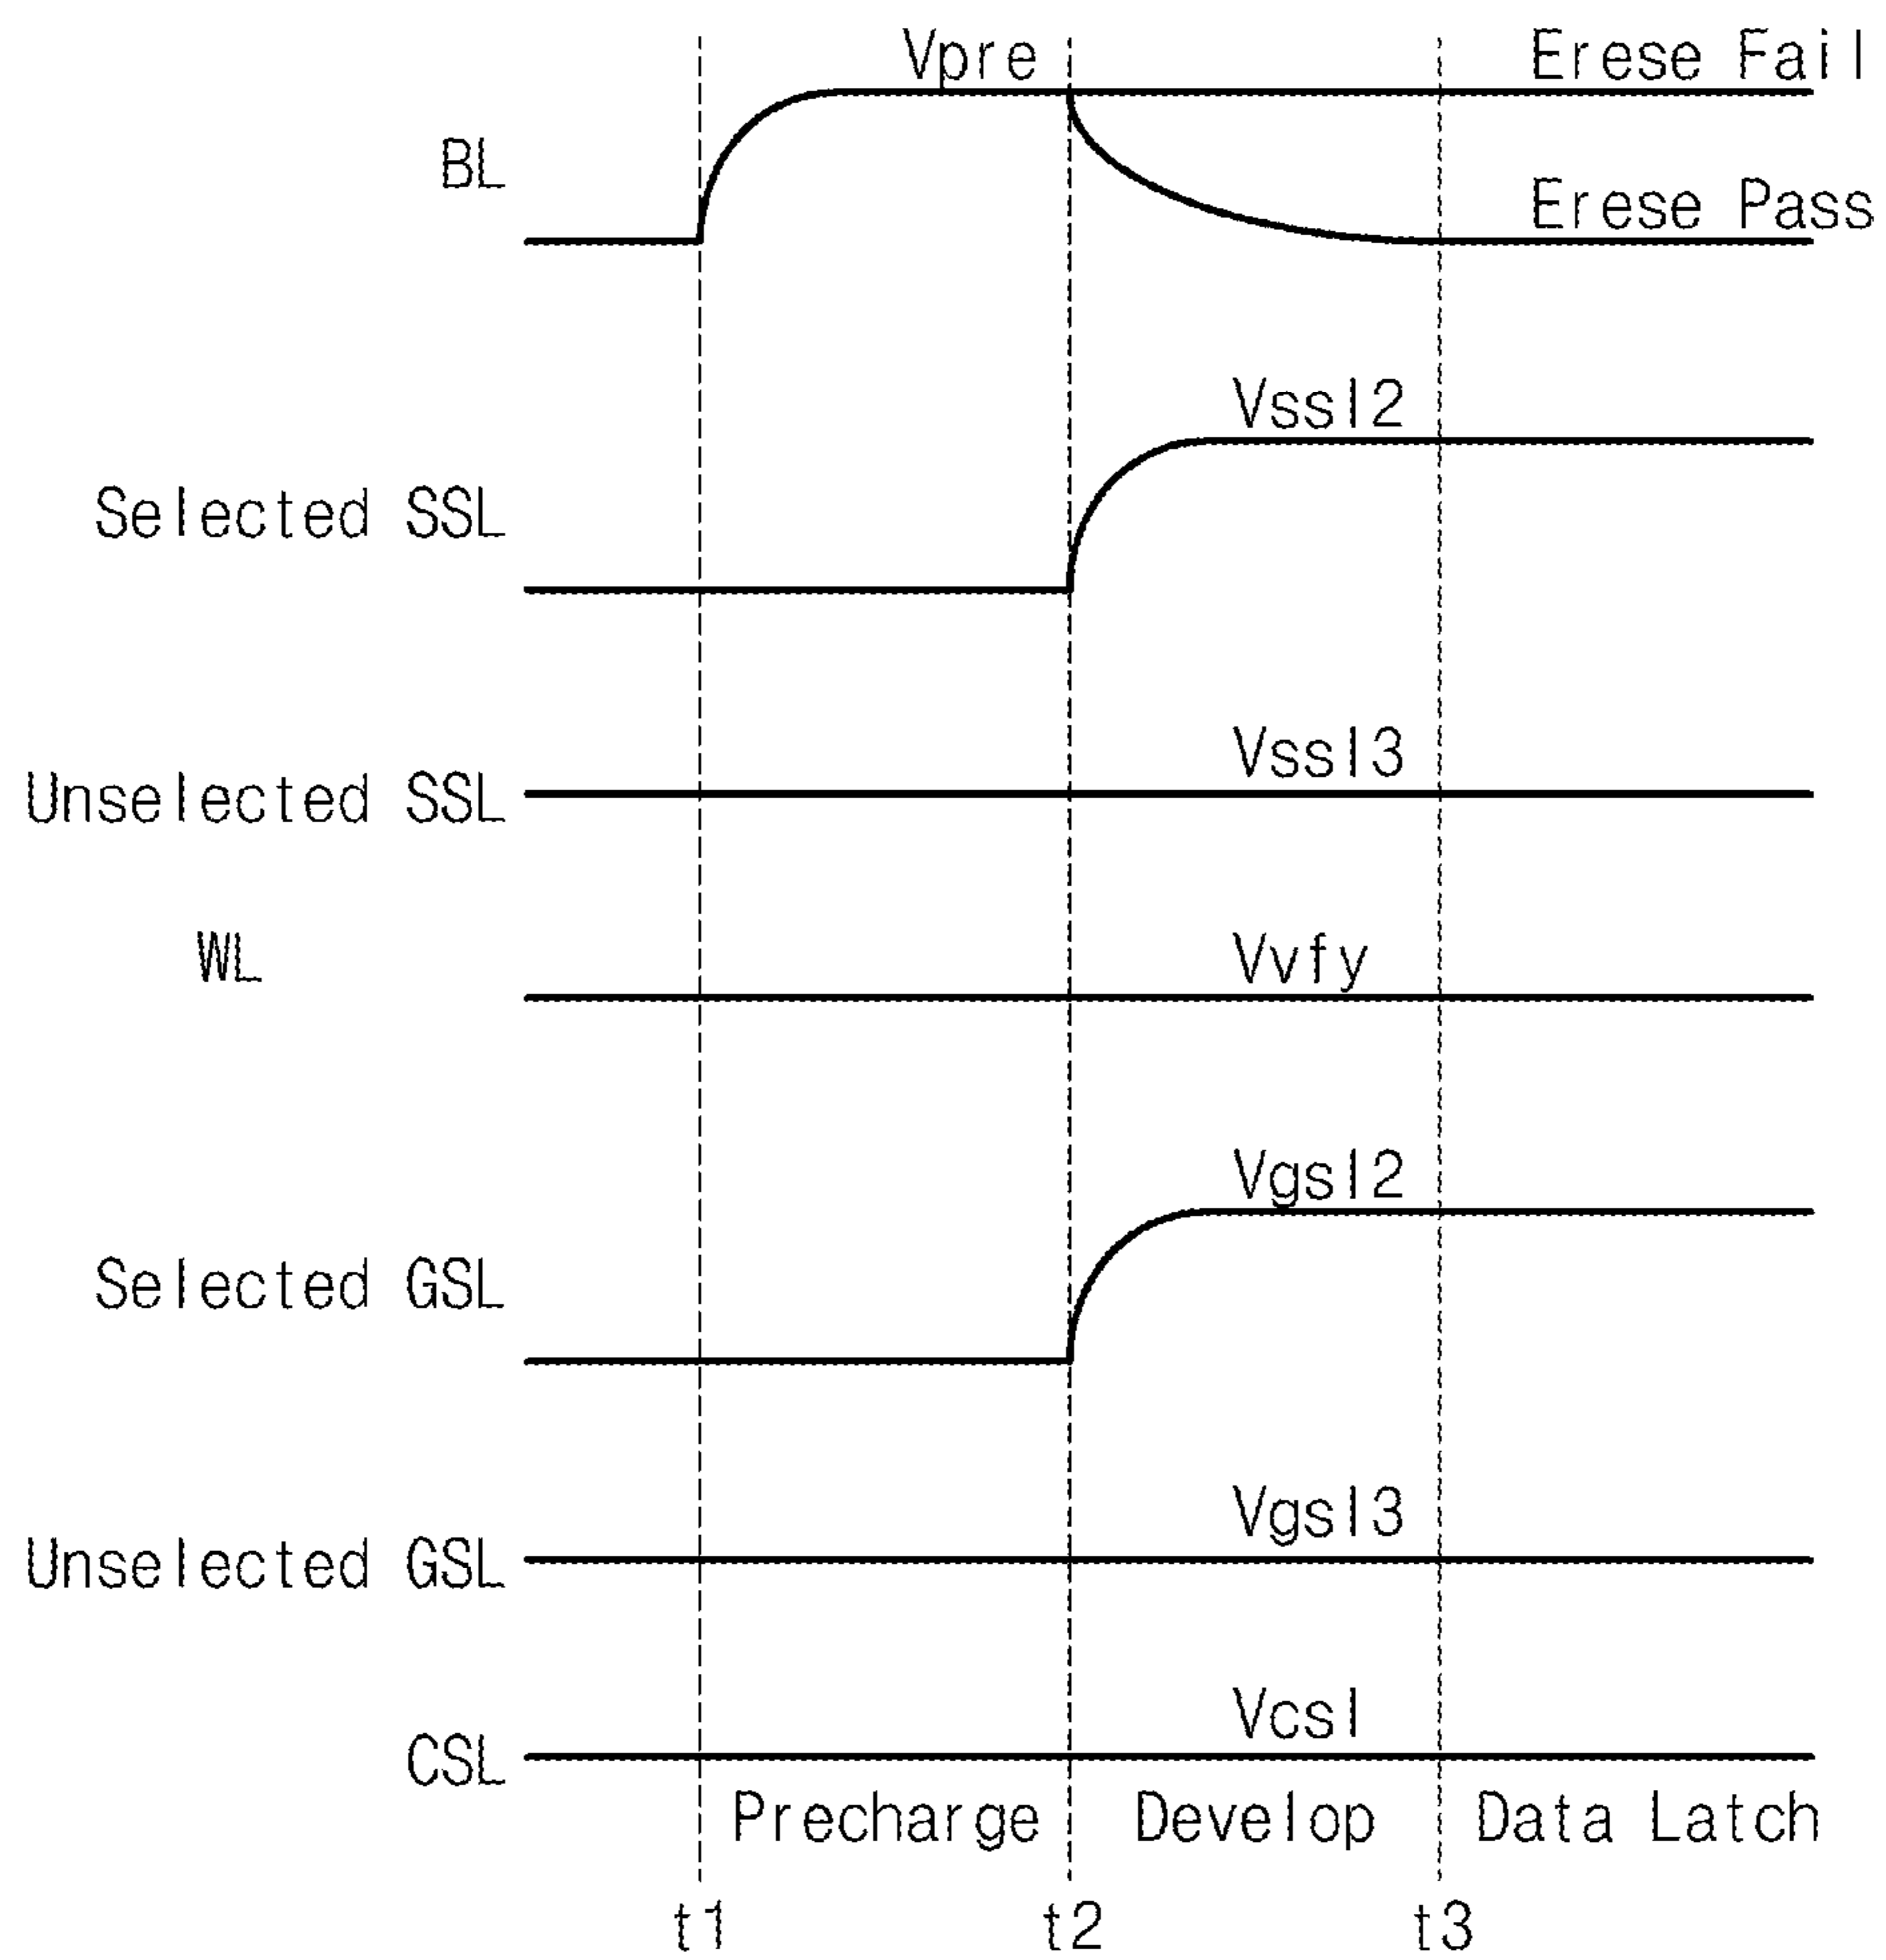 Vpre Erese Fail
BL
Erese Pass
Vssl2
Selected SSL
Vssl3
Unselected SSL
WL Vvfy
Vgsl2
Selected GSL
Vgsl3
Unselected GSL
Vcsl
CSL
Precharge Develop Data Latch
t1 t2 t3